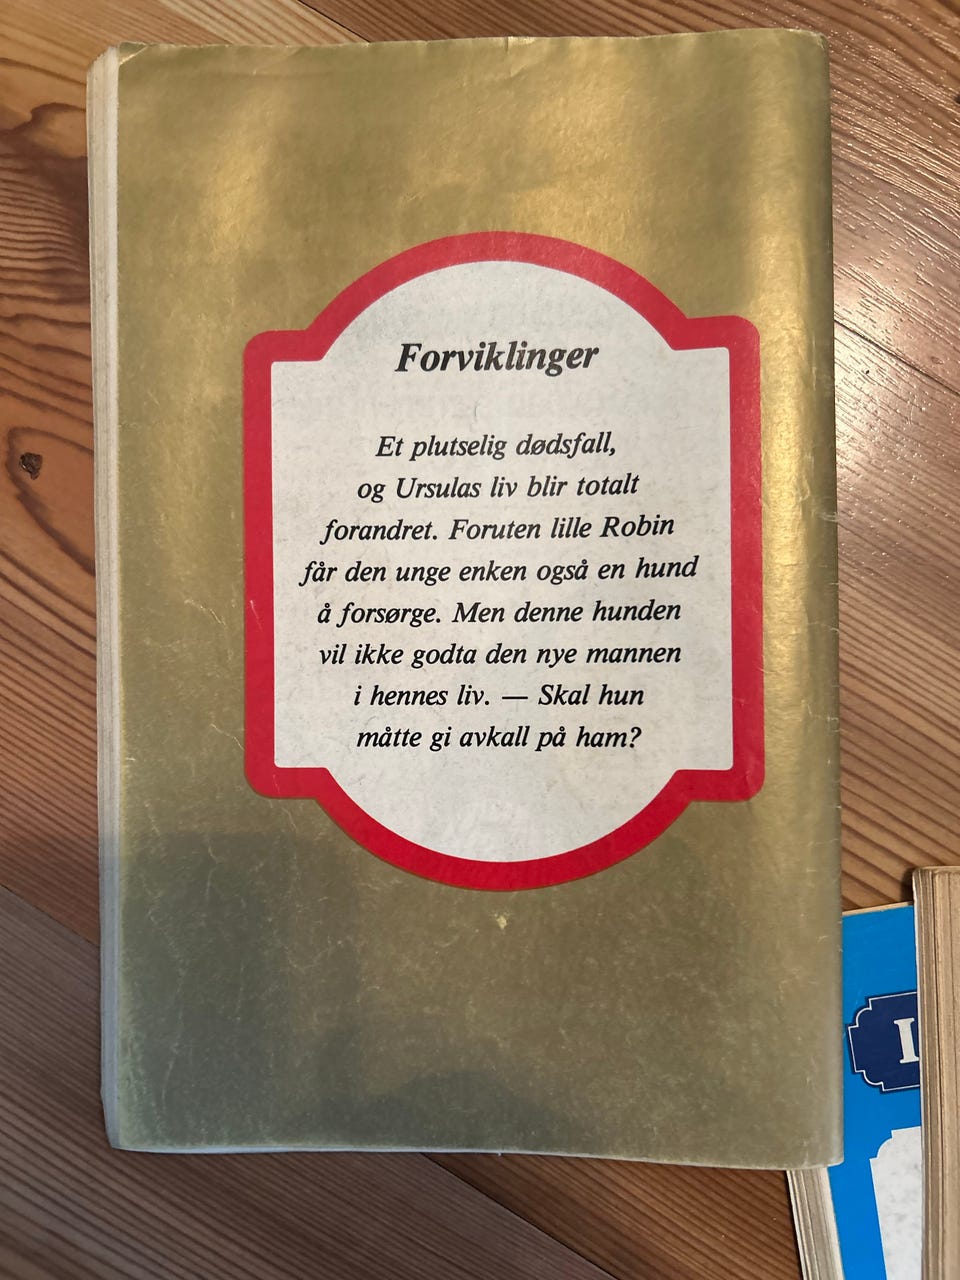 Forviklinger
Et plutselig dødsfall,
og Ursulas liv blir totalt
forandret. Foruten lille Robin
får den unge enken også en hund
å forsørge. Men denne hunden
vil ikke godta den nye mannen
i hennes liv. — Skal hun
måtte gi avkall på ham?